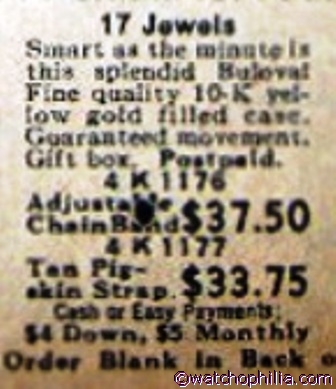 17 Jewels
Smart as the minute is
this splendid Buloval
Fine quality 10-K yel-
low gold filled case.
Guaranteed movement.
Gift box. Postpaid.
4 K 1176
Adjustable
Chain Band $37.50
4 K 1177
Tan Pig-
skin Strap. $33.75
Cash or Easy Payments:
$4 Down, $5 Monthly
Order Blank in Back
©watchophilia.com